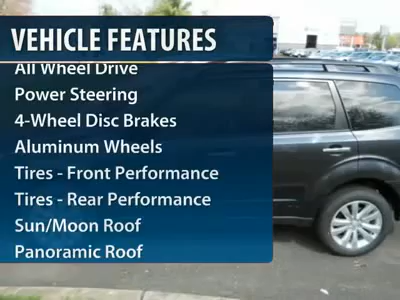 VEHICLE FEATURES
All Wheel Drive
Power Steering
4-Wheel Disc Brakes
Aluminum Wheels
Tires - Front Performance
Tires - Rear Performance
Sun/Moon Roof
Panoramic Roof